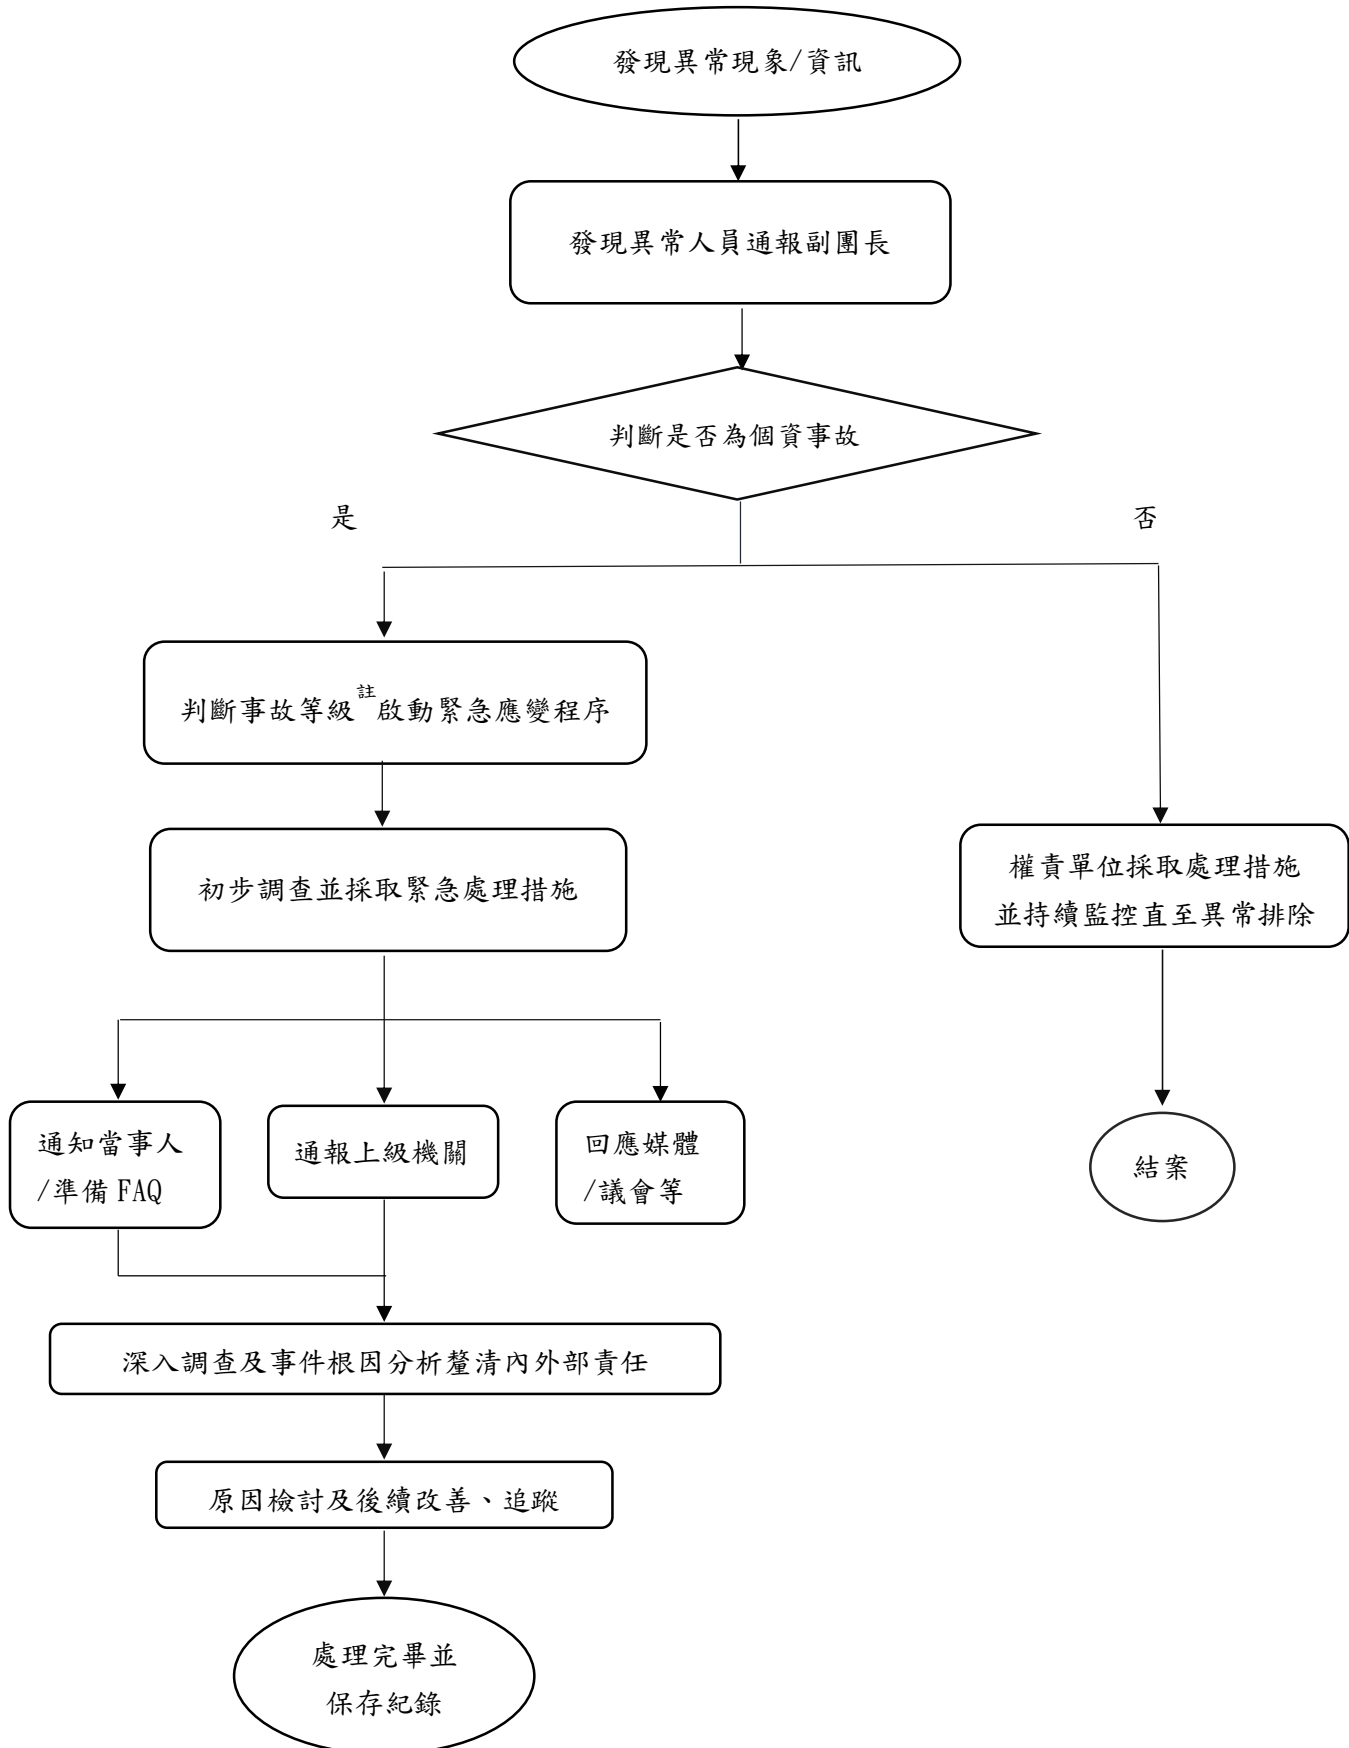 發現異常現象/資訊
發現異常人員通報副團長
判斷是否為個資事故
是
否
判斷事故等級註啟動緊急應變程序
初步調查並採取緊急處理措施
權責單位採取處理措施
並持續監控直至異常排除
通知當事人
/準備 FAQ
通報上級機關
回應媒體
/議會等
結案
深入調查及事件根因分析釐清內外部責任
原因檢討及後續改善、追蹤
處理完畢並
保存紀錄